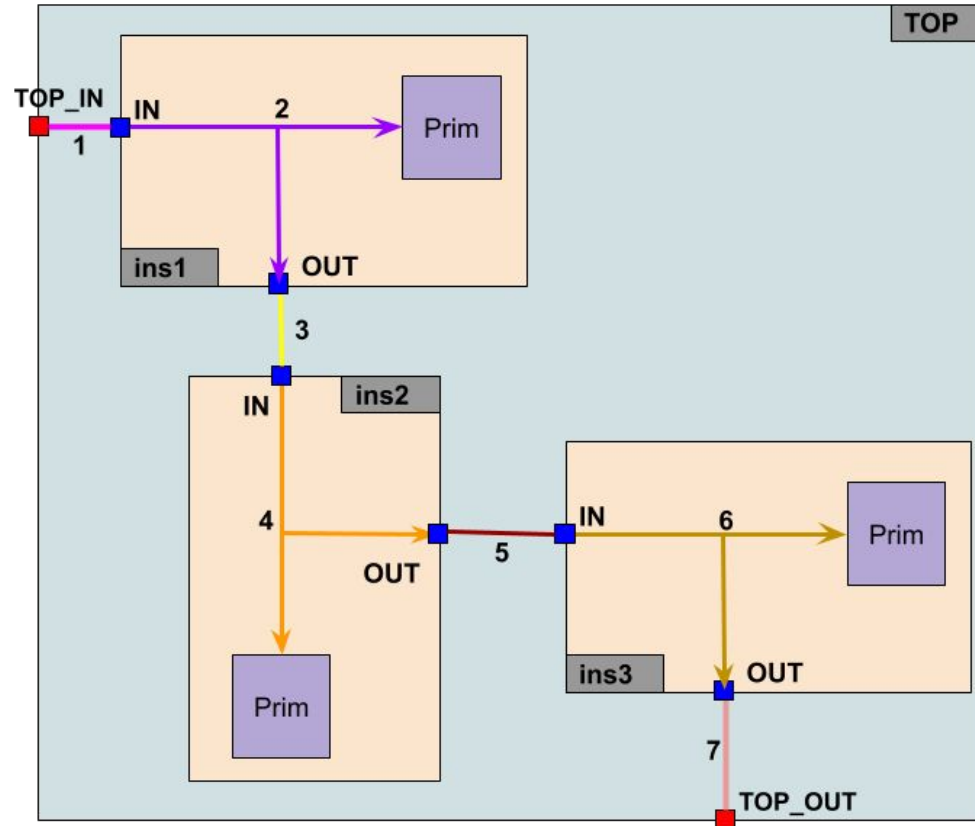 TOP
TOP_IN
IN
2
Prim
1
ins1
OUT
3
IN
ins2
4
OUT
Prim
5
IN
6
Prim
ins3
OUT
7
TOP_OUT